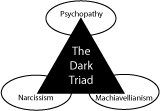 Psychopathy
The
Dark
Triad
Narcissism
Machiavellianism